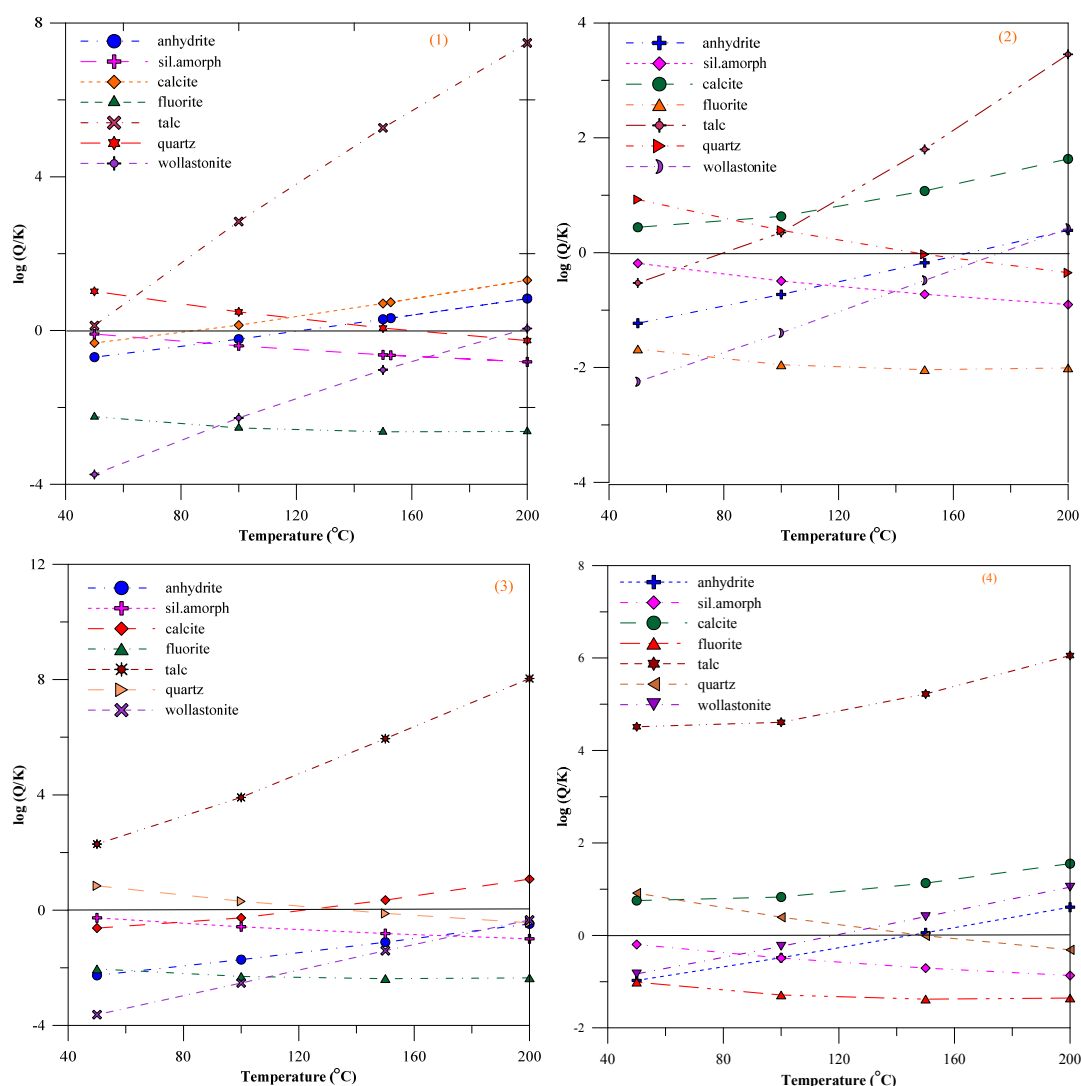 (1)
8
4
0
-4
log (Q/K)
anhydrite
sil.amorph
calcite
fluorite
talc
quartz
wollastonite
40 80 120 160 200
Temperature (°C)
(2)
4
2
0
-2
-4
log (Q/K)
anhydrite
sil.amorph
calcite
fluorite
talc
quartz
wollastonite
40 80 120 160 200
Temperature (°C)
(3)
12
8
4
0
-4
log (Q/K)
anhydrite
sil.amorph
calcite
fluorite
talc
quartz
wollastonite
40 80 120 160 200
Temperature (°C)
(4)
8
6
4
2
0
-2
log (Q/K)
anhydrite
sil.amorph
calcite
fluorite
talc
quartz
wollastonite
40 80 120 160 200
Temperature (°C)